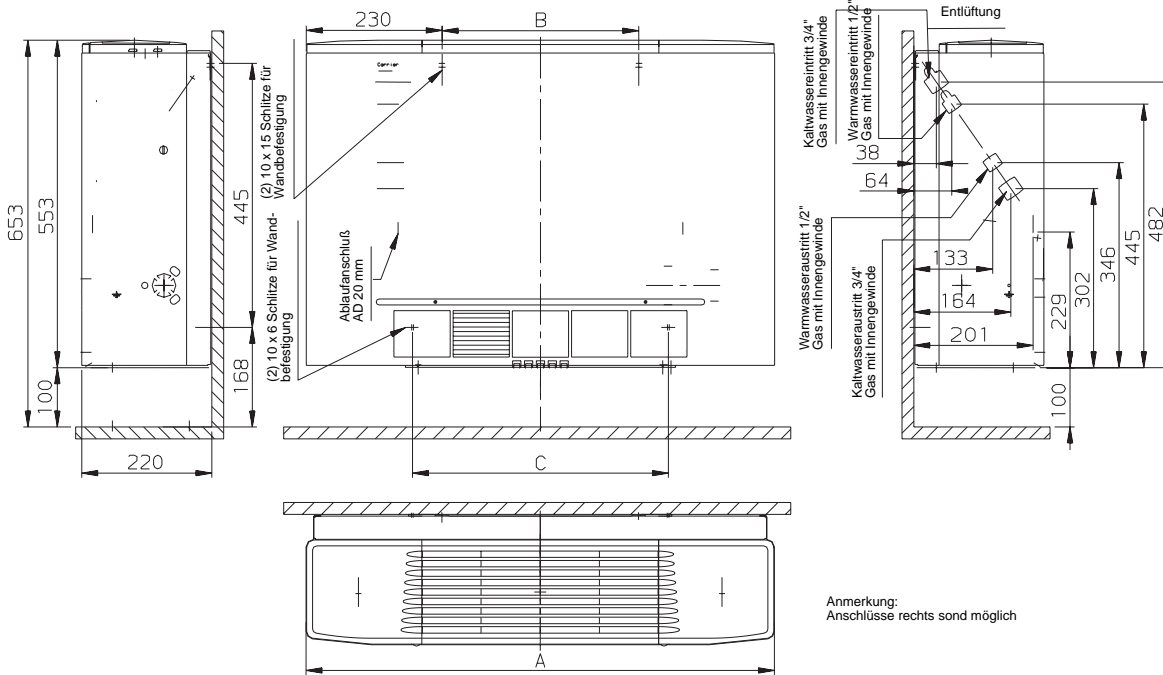 230
B
Entlüftung
Kaltwassereintritt 3/4"
Gas mit Innengewinde
Warmwassereintritt 1/2"
Gas mit Innengewinde
653
553
100
220
445
168
(2) 10 x 15 Schlitze für
Wandbefestigung
(2) 10 x 6 Schlitze für Wand-
befestigung
Carrier
Ablaufanschluß
AD 20 mm
C
38
64
133
164
201
Warmwasseraustritt 1/2"
Gas mit Innengewinde
Kaltwasseraustritt 3/4"
Gas mit Innengewinde
229
302
346
445
482
100
A
Anmerkung:
Anschlüsse rechts sond möglich